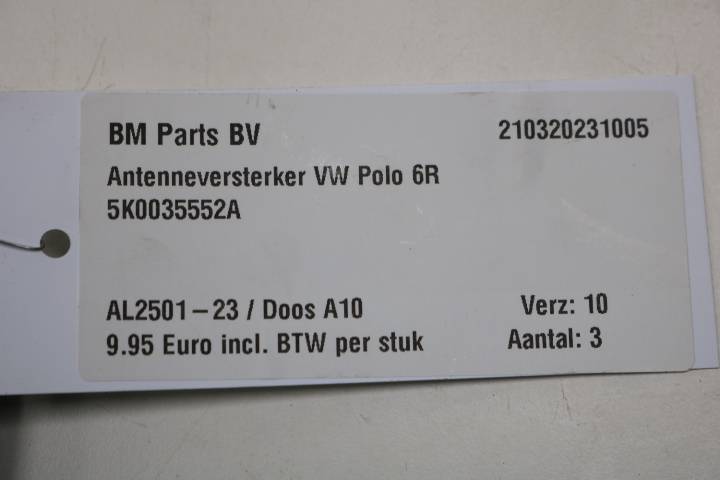 BM Parts BV 210320231005
Antenneversterker VW Polo 6R
5K0035552A
AL2501-23 / Doos A10 Verz: 10
9.95 Euro incl. BTW per stuk Aantal: 3